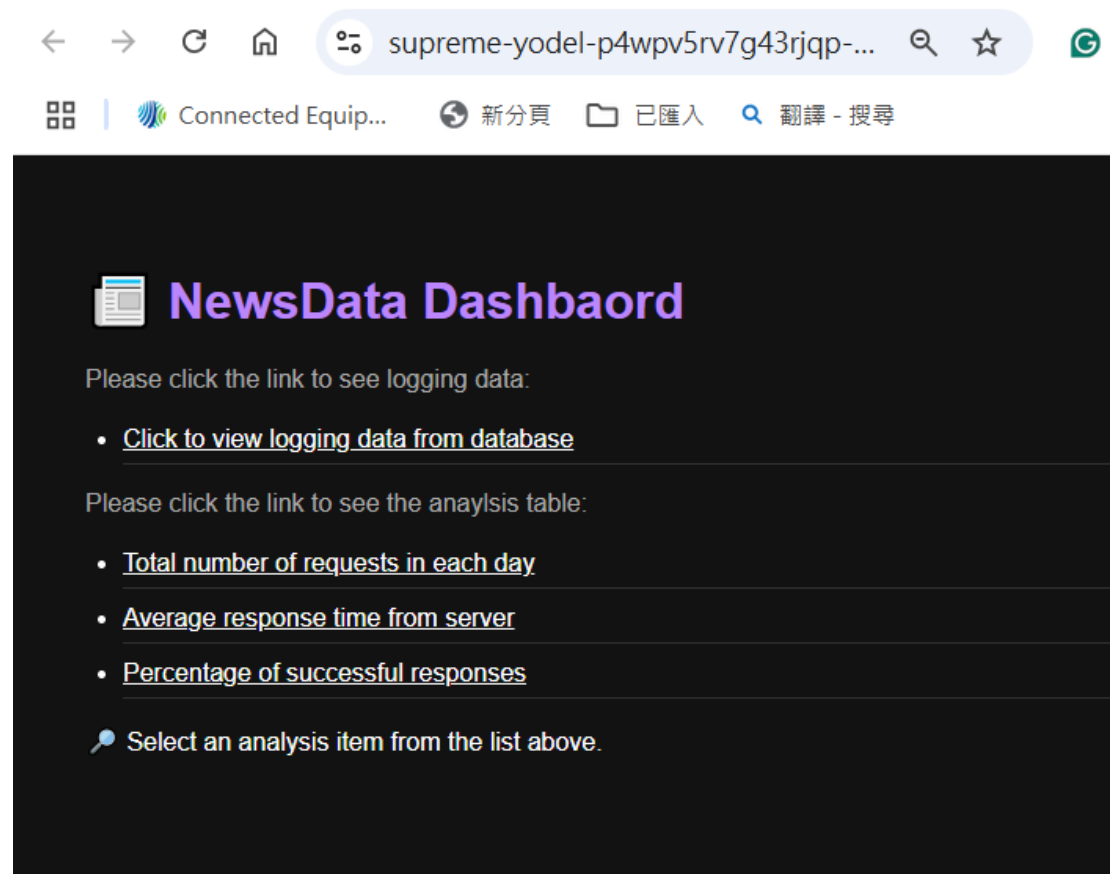 supreme-yodel-p4wpv5rv7g43rjqp-...
Connected Equip... 新分頁 已匯入 翻譯 - 搜尋
NewsData Dashbaord
Please click the link to see logging data:
• Click to view logging data from database
Please click the link to see the anaylsis table:
• Total number of requests in each day
• Average response time from server
• Percentage of successful responses
Select an analysis item from the list above.